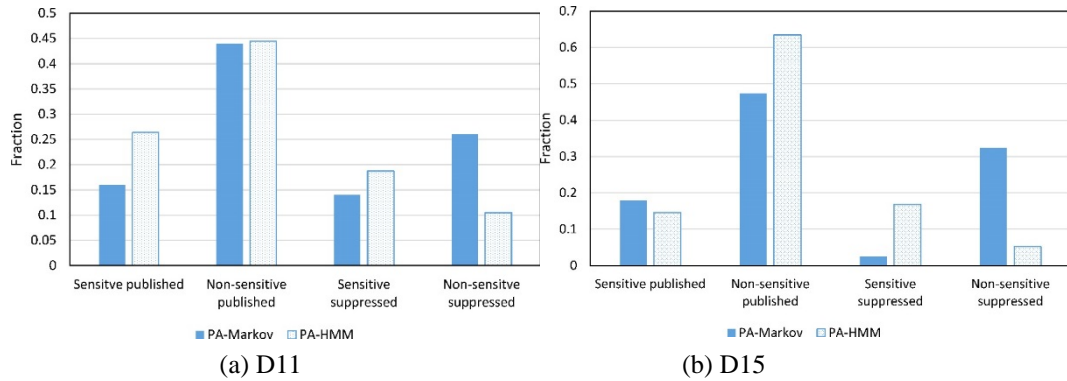 0.5
0.45
0.4
0.35
0.3
0.25
0.2
0.15
0.1
0.05
0
Fraction
Sensitve published
Non-sensitive
published
Sensitive
suppressed
Non-sensitve
suppressed
PA-Markov PA-HMM
(a) D11
0.7
0.6
0.5
0.4
0.3
0.2
0.1
0
Fraction
Sensitive published
Non-sensitive
published
Sensitive
suppressed
Non-sensitive
suppressed
PA-Markov PA-HMM
(b) D15